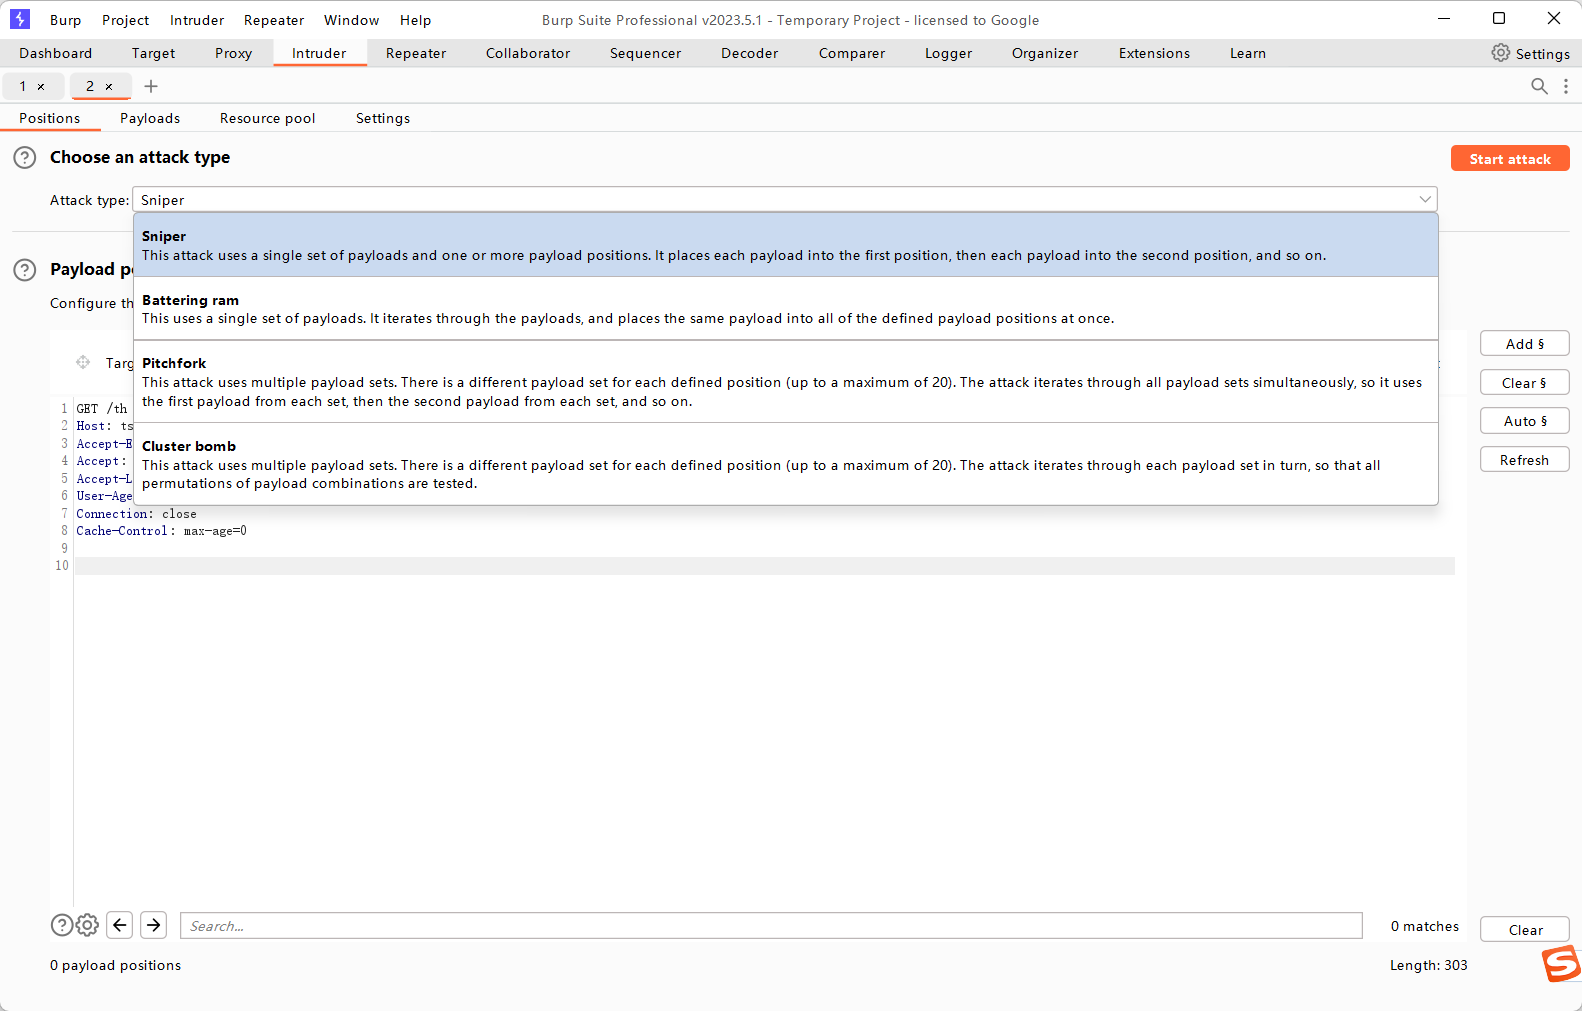 Burp Project Intruder Repeater Window Help Burp Suite Professional v2023.5.1 - Temporary Project - licensed to Google
Dashboard Target Proxy Intruder Repeater Collaborator Sequencer Decoder Comparer Logger Organizer Extensions Learn Settings
1 × 2 × +
Positions Payloads Resource pool Settings
? Choose an attack type Start attack
Attack type: Sniper
Sniper
This attack uses a single set of payloads and one or more payload positions. It places each payload into the first position, then each payload into the second position, and so on.
? Payload p
Configure th
Battering ram
This uses a single set of payloads. It iterates through the payloads, and places the same payload into all of the defined payload positions at once.
Add §
Targ
Pitchfork
This attack uses multiple payload sets. There is a different payload set for each defined position (up to a maximum of 20). The attack iterates through all payload sets simultaneously, so it uses
the first payload from each set, then the second payload from each set, and so on.
Clear §
Auto §
Cluster bomb
This attack uses multiple payload sets. There is a different payload set for each defined position (up to a maximum of 20). The attack iterates through each payload set in turn, so that all
permutations of payload combinations are tested.
Refresh
1 GET /th
2 Host: ts
3 Accept-E
4 Accept:
5 Accept-L
6 User-Age
7 Connection: close
8 Cache-Control: max-age=0
9
10
? Search... 0 matches Clear
0 payload positions Length: 303
S